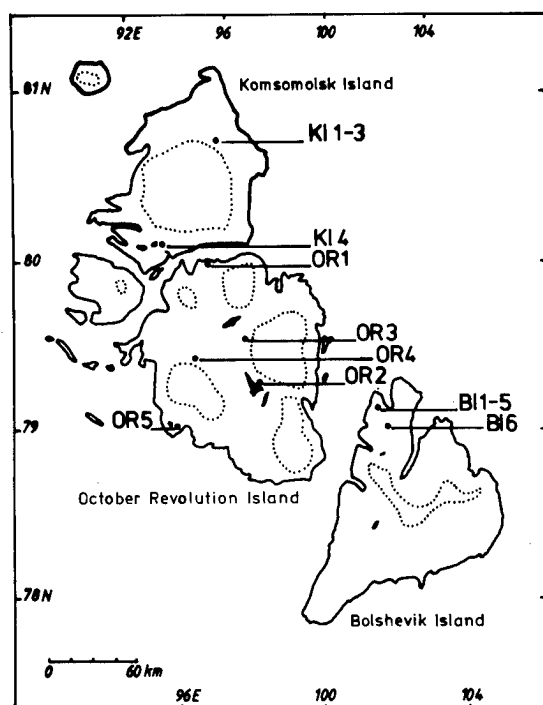 92E 96 100 104
81N
Komsomolsk Island
KI 1-3
KI 4
80
OR1
OR3
OR4
OR2
BI1-5
79
OR5
BI6
October Revolution Island
78N
Bolshevik Island
0 60 km
96E 100 104